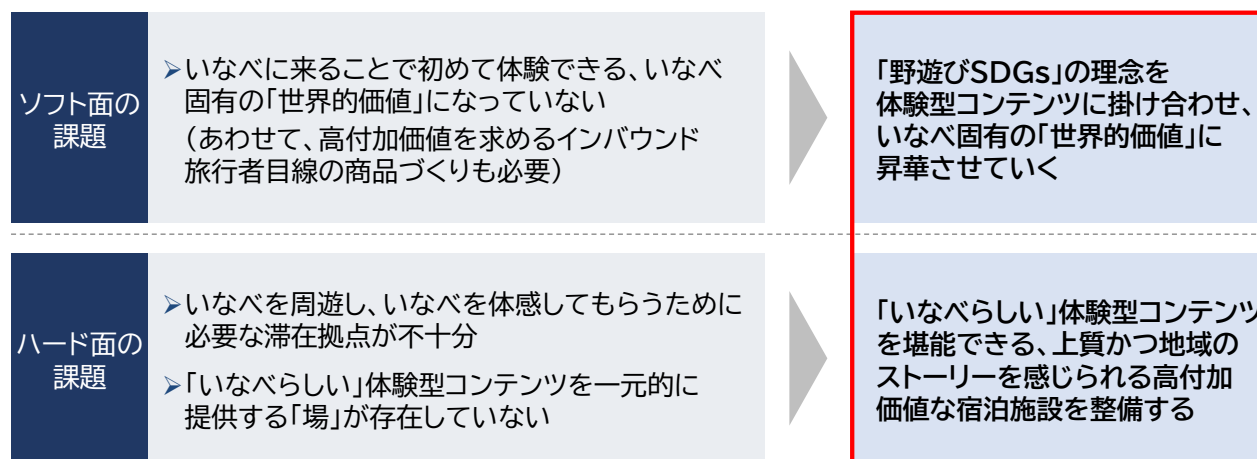 ソフト面の
課題
➢いなべに来ることで初めて体験できる、いなべ
固有の「世界的価値」になっていない
（あわせて、高付加価値を求めるインバウンド
旅行者目線の商品づくりも必要）
「野遊びSDGs」の理念を
体験型コンテンツに掛け合わせ、
いなべ固有の「世界的価値」に
昇華させていく
ハード面の
課題
➢いなべを周遊し、いなべを体感してもらうために
必要な滞在拠点が不十分
➢「いなべらしい」体験型コンテンツを一元的に
提供する「場」が存在していない
「いなべらしい」体験型コンテンツ
を堪能できる、上質かつ地域の
ストーリーを感じられる高付加
価値な宿泊施設を整備する